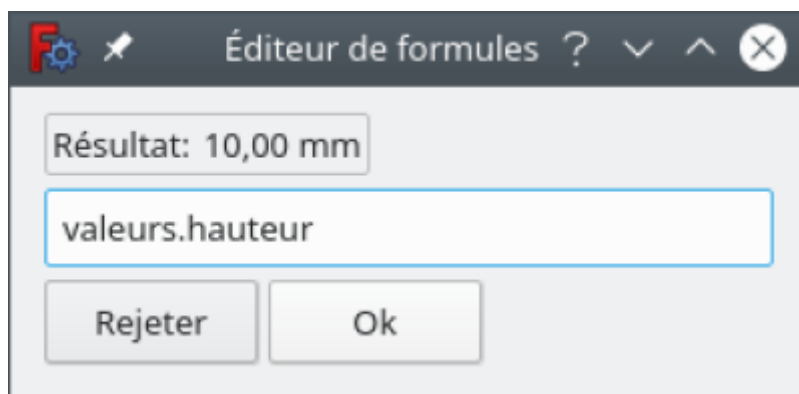 Éditeur de formules ?
Résultat: 10,00 mm
valeurs.hauteur
Rejeter Ok